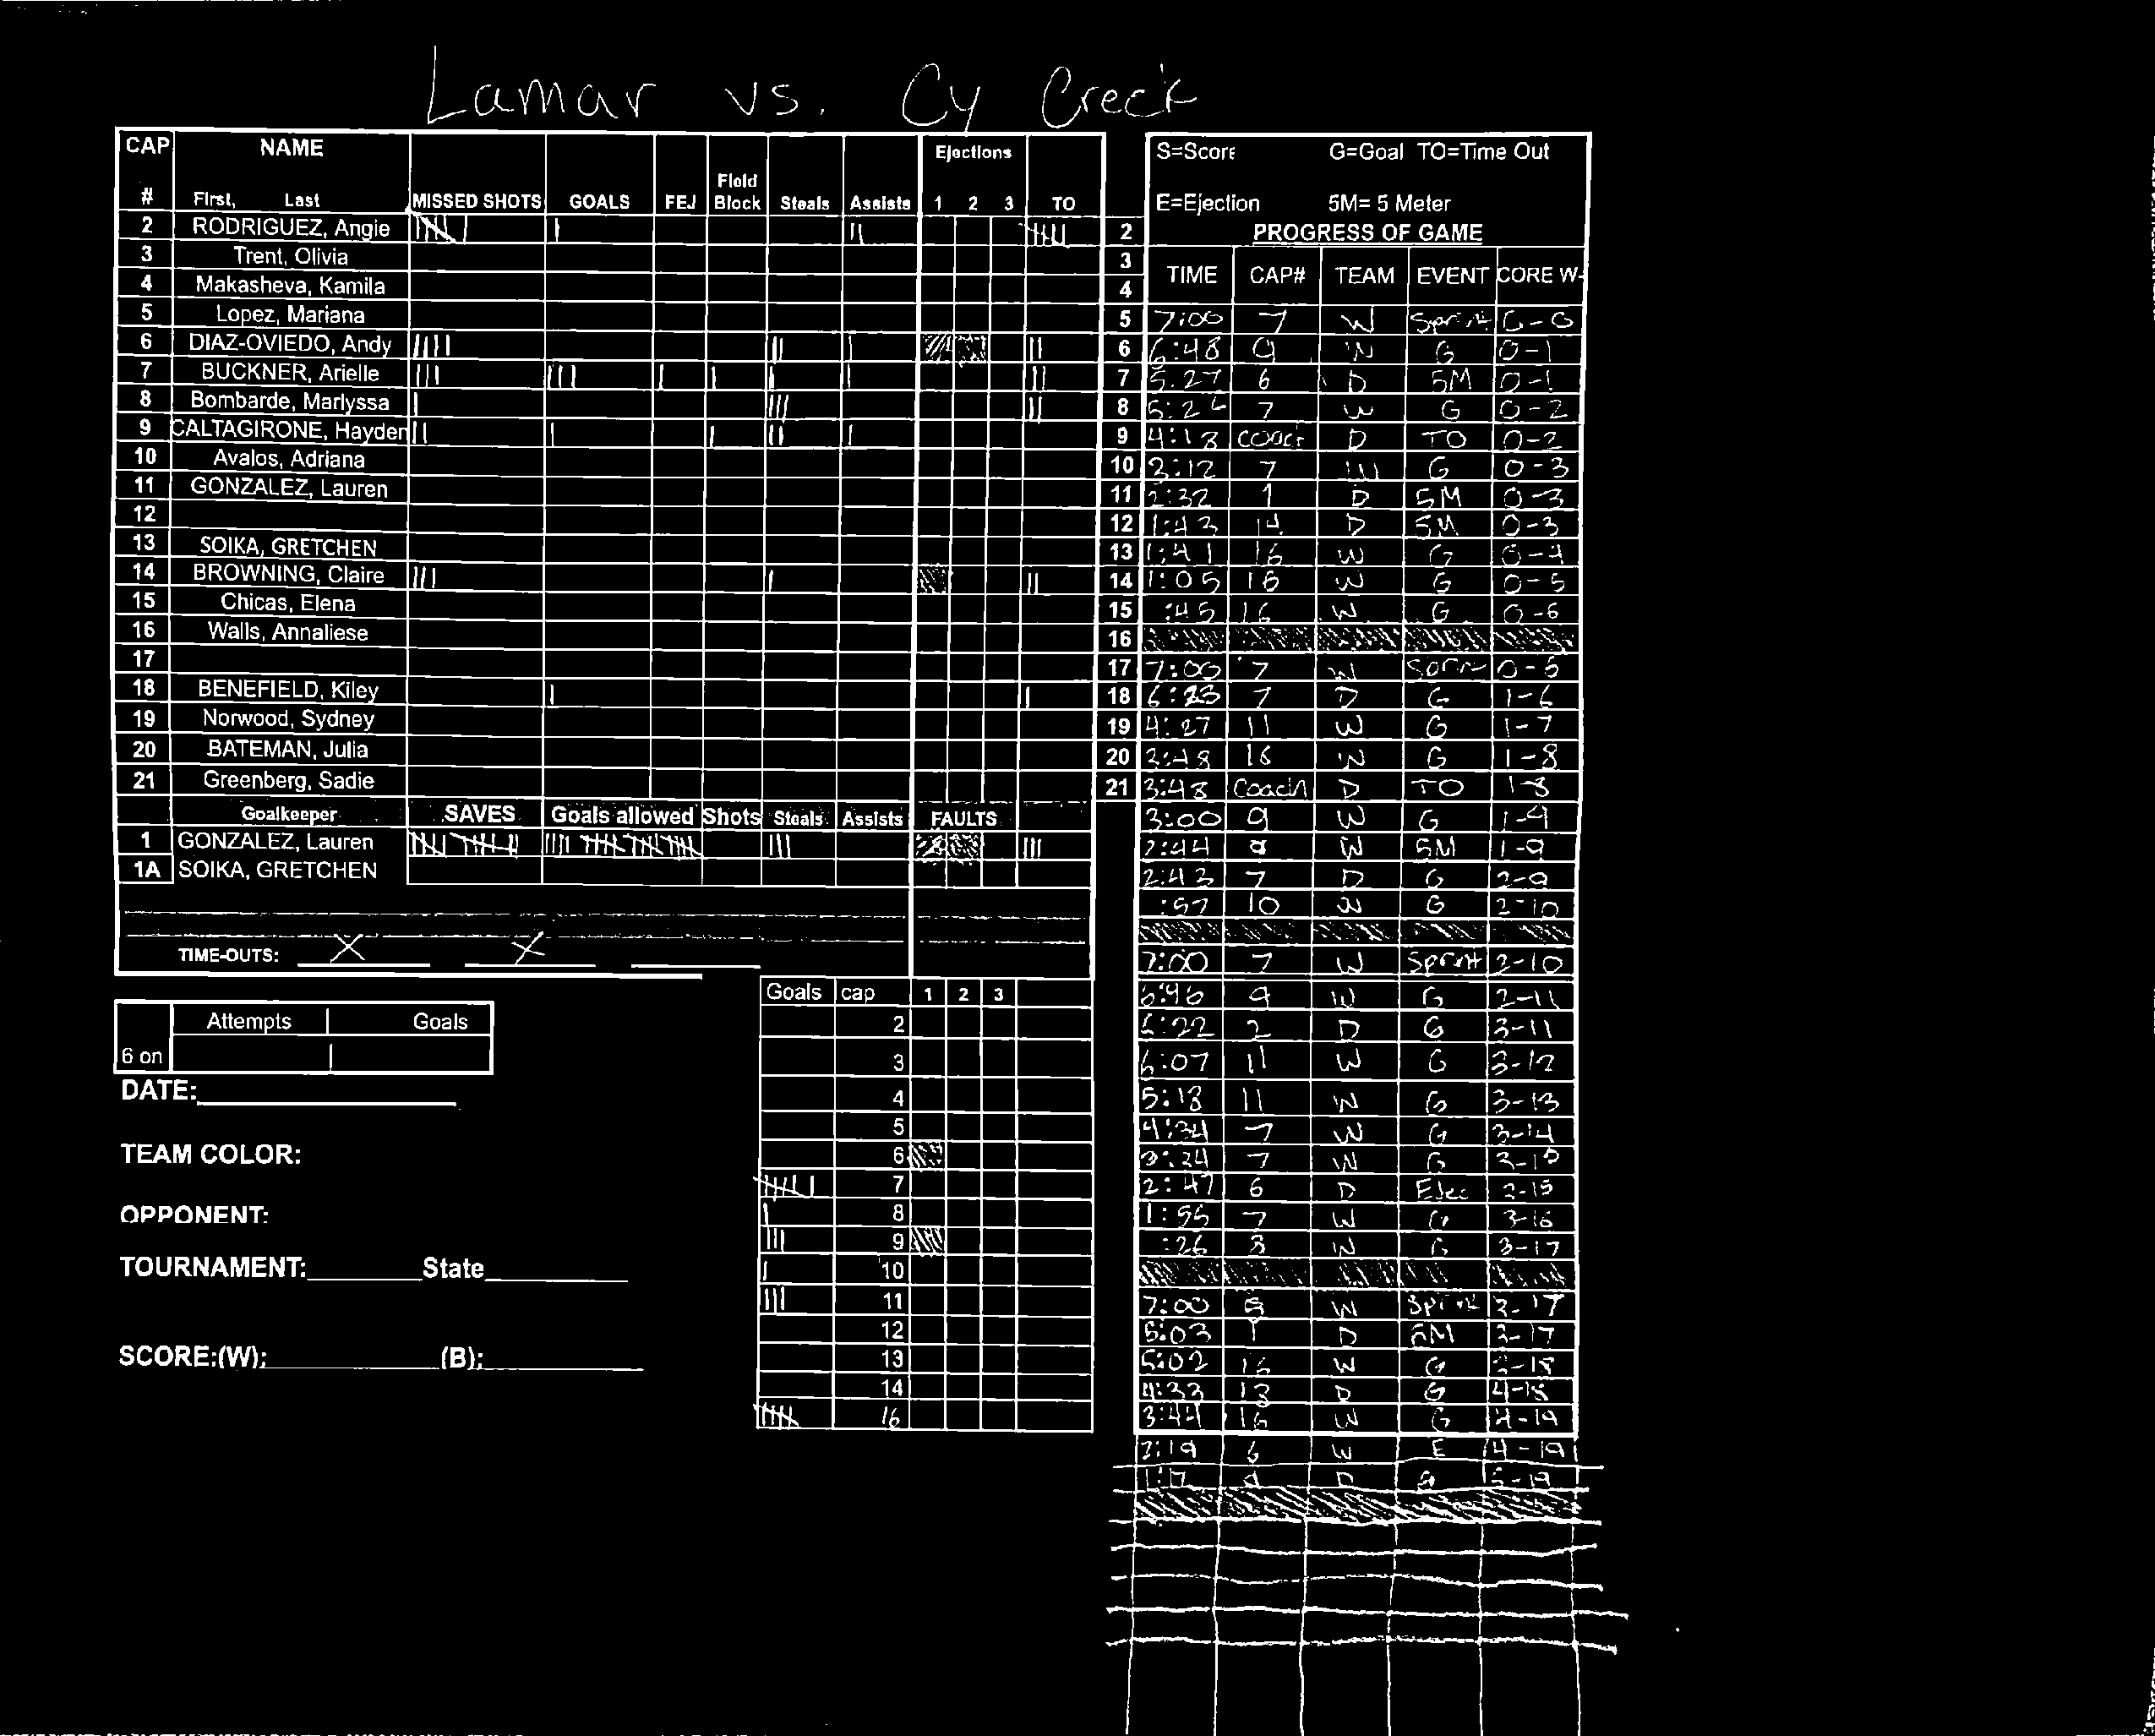 Lamar vs. Cy Creek
CAP # NAME First, Last MISSED SHOTS GOALS FEJ Field Block Steals Assists Ejections 1 2 3 TO
2 RODRIGUEZ, Angie 2
3 Trent, Olivia 3
4 Makasheva, Kamila 4
5 Lopez, Mariana 5
6 DIAZ-OVIEDO, Andy 6
7 BUCKNER, Arielle 7
8 Bombarde, Marlyssa 8
9 CALTAGIRONE, Hayden 9
10 Avalos, Adriana 10
11 GONZALEZ, Lauren 11
12 12
13 SOIKA, GRETCHEN 13
14 BROWNING, Claire 14
15 Chicas, Elena 15
16 Walls, Annaliese 16
17 17
18 BENEFIELD, Kiley 18
19 Norwood, Sydney 19
20 BATEMAN, Julia 20
21 Greenberg, Sadie 21
Goalkeeper SAVES Goals allowed Shots Steals Assists FAULTS
1 GONZALEZ, Lauren
1A SOIKA, GRETCHEN
TIME-OUTS: X X
Attempts Goals
6 on
DATE:
TEAM COLOR:
OPPONENT:
TOURNAMENT: State
SCORE:(W): (B):
Goals cap 1 2 3
2
3
4
5
6
7
8
9
10
11
12
13
14
16
S=Score G=Goal TO=Time Out
E=Ejection 5M= 5 Meter
PROGRESS OF GAME
TIME CAP# TEAM EVENT CORE W-
7:00 7 W Sprint 0-0
6:48 9 W G 0-1
5:27 6 D 5M 0-1
7 W G 0-2
4:18 coach D TO 0-2
3:12 7 W G 0-3
2:32 1 D 5M 0-3
1:43 14 D 5M 0-3
1:41 16 W G 0-4
1:05 16 W G 0-5
:45 16 W G 0-6
7:00 7 W
6:23 7 D G 1-6
4:27 11 W G 1-7
3:48 16 W G 1-8
3:48 Coach D TO 1-8
3:00 9 W G 1-9
2:44 W 5M 1-9
2:43 7 D G 2-9
:57 10 W G 2-10
7:00 7 W Sprint 2-10
6:46 9 W G 2-11
6:22 2 D G 3-11
6:07 11 W G 3-12
5:18 11 W G 3-13
4:34 7 W G 3-14
3:24 7 W G 3-15
2:47 6 D Ejec 3-15
1:55 7 W G 3-16
:26 8 W G 3-17
7:00 W Sprint 3-17
1 D 5M 3-17
5:02 16 W G 3-18
4:33 13 D G 4-18
3:44 16 W G 4-19
2:19 6 W E 4-19
D G 5-19